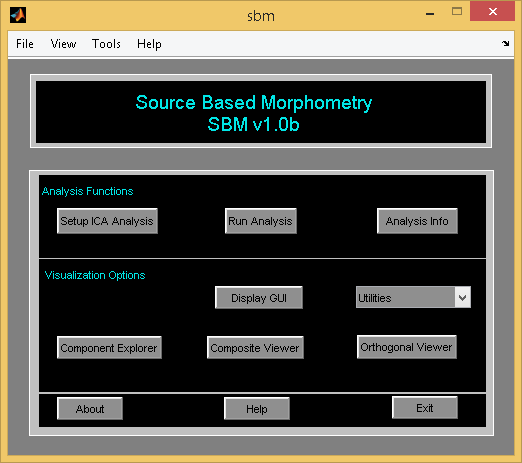 sbm
File View Tools Help
Source Based Morphometry
SBM v1.0b
Analysis Functions
Setup ICA Analysis Run Analysis Analysis Info
Visualization Options
Display GUI Utilities
Component Explorer Composite Viewer Orthogonal Viewer
About Help Exit